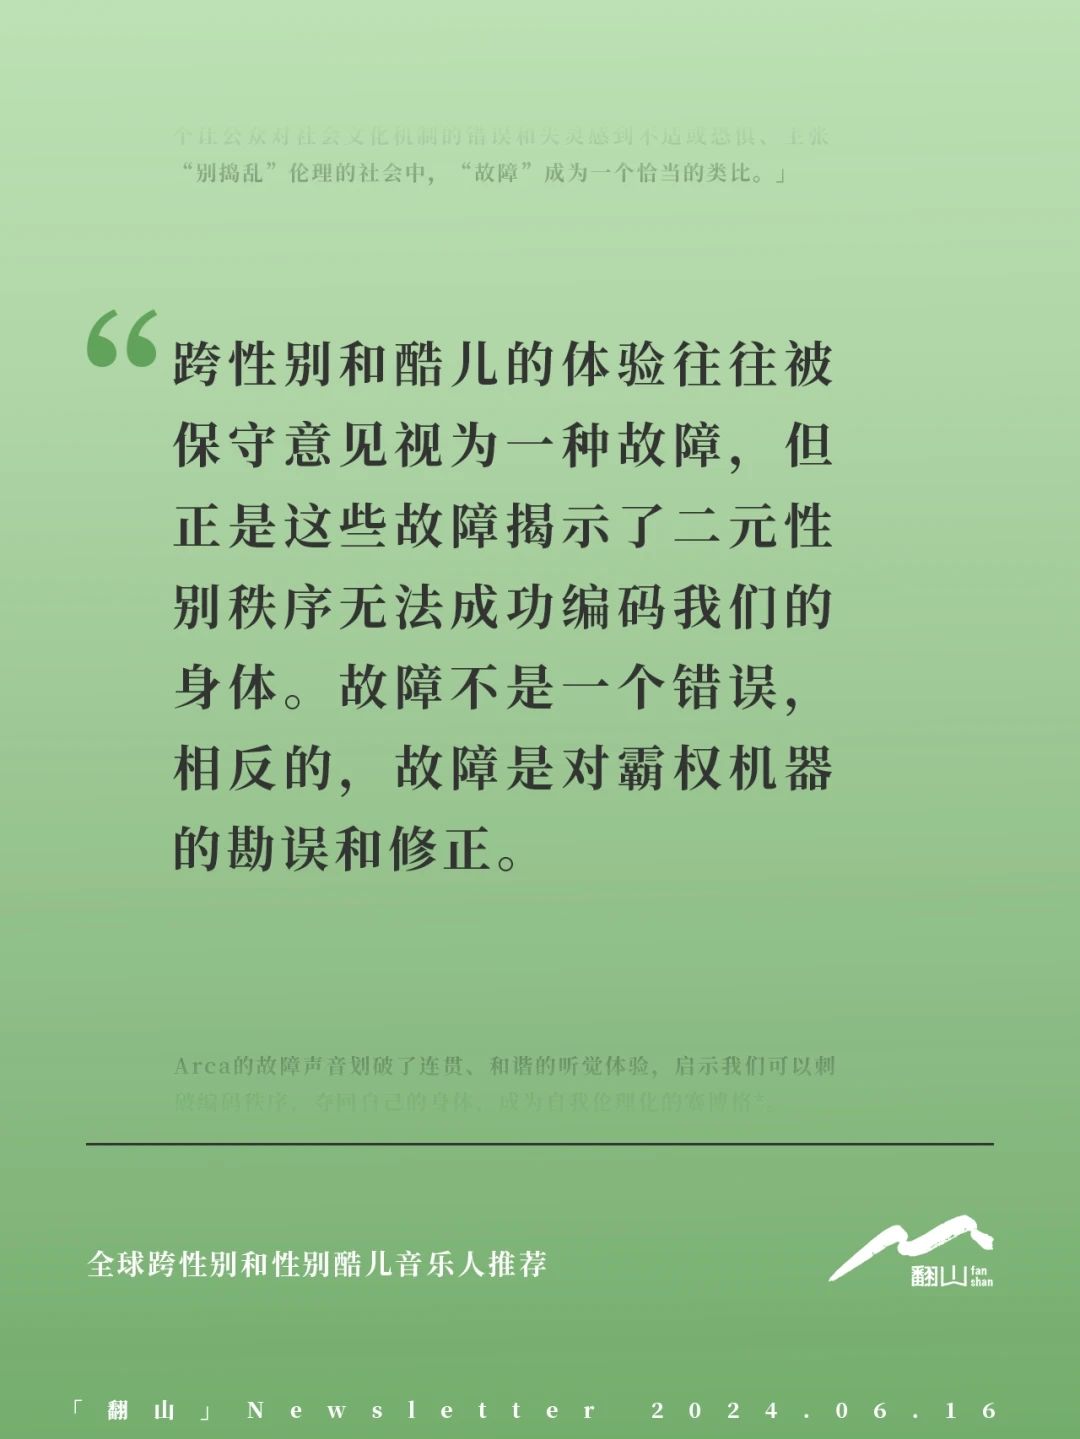 个让公众对社会文化机制的错误和失灵感到不适或恐惧、主张
“别捣乱”伦理的社会中，“故障”成为一个恰当的类比。」
“跨性别和酷儿的体验往往被
保守意见视为一种故障，但
正是这些故障揭示了二元性
别秩序无法成功编码我们的
身体。故障不是一个错误，
相反的，故障是对霸权机器
的勘误和修正。
Arca的故障声音划破了连贯、和谐的听觉体验，启示我们可以刺
破编码秩序，夺回自己的身体，成为自我伦理化的赛博格*。
全球跨性别和性别酷儿音乐人推荐
翻山 fan shan
「翻山」Newsletter 2024.06.16